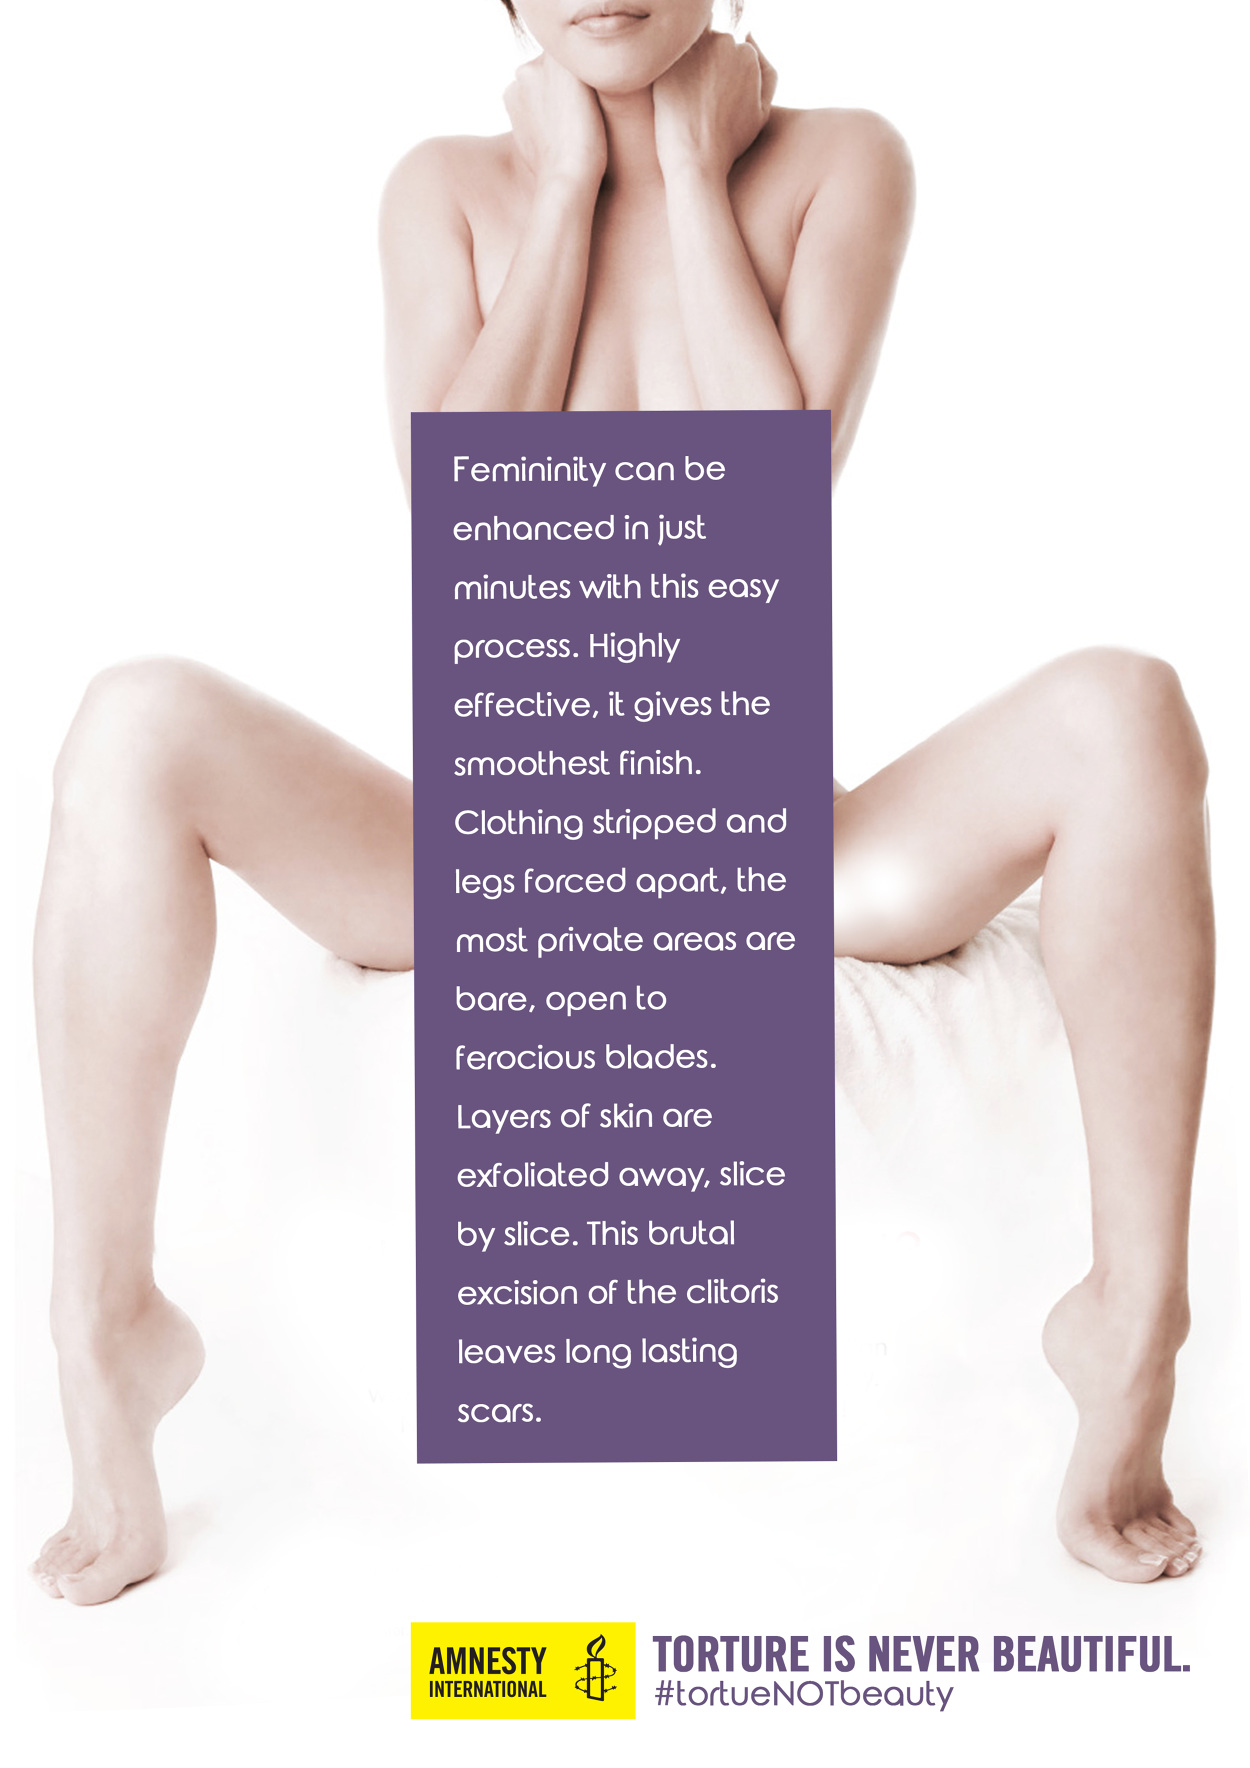 Femininity can be
enhanced in just
minutes with this easy
process. Highly
effective, it gives the
smoothest finish.
Clothing stripped and
legs forced apart, the
most private areas are
bare, open to
ferocious blades.
Layers of skin are
exfoliated away, slice
by slice. This brutal
excision of the clitoris
leaves long lasting
scars.
AMNESTY
INTERNATIONAL
TORTURE IS NEVER BEAUTIFUL.
#tortueNOTbeauty